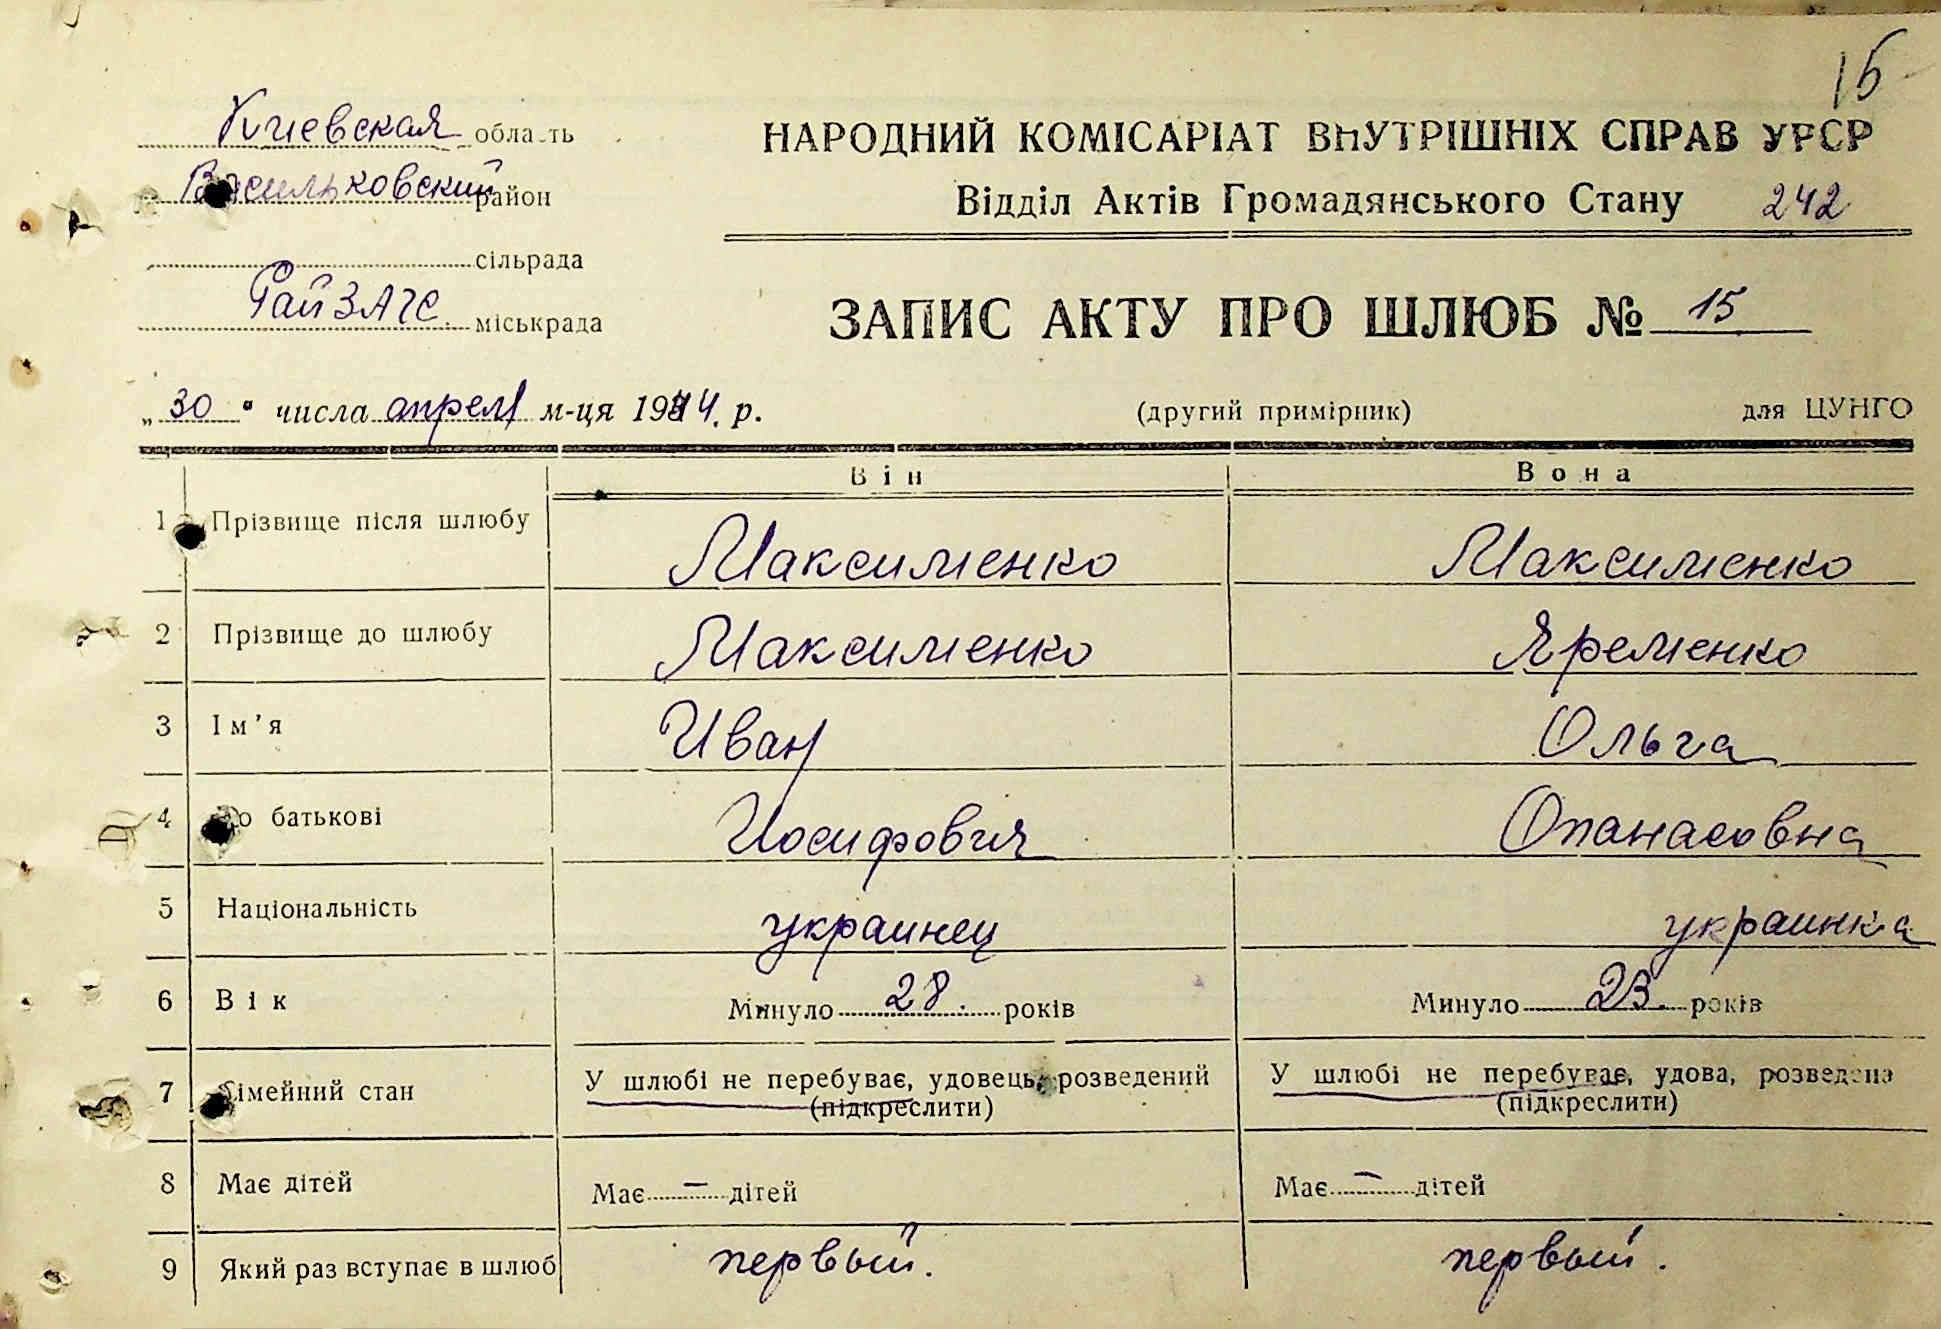 15
Киевская область
Васильковский район
сільрада
РайЗАГС міськрада
НАРОДНИЙ КОМІСАРІАТ ВНУТРІШНІХ СПРАВ УРСР
Відділ Актів Громадянського Стану 242
ЗАПИС АКТУ ПРО ШЛЮБ № 15
„30“ числа апреля м-ця 1944. р.
(другий примірник) для ЦУНГО
Він Вона
1 Прізвище після шлюбу Максименко Максименко
2 Прізвище до шлюбу Максименко Яременко
3 Ім’я Иван Ольга
4 По батькові Иосифович Опанасовна
5 Національність украинец украинка
6 Вік Минуло 28. років Минуло 23. років
7 Сімейний стан У шлюбі не перебуває, удовець, розведений У шлюбі не перебуває, удова, розведена
(підкреслити) (підкреслити)
8 Має дітей Має — дітей Має — дітей
9 Який раз вступає в шлюб первый. первый.